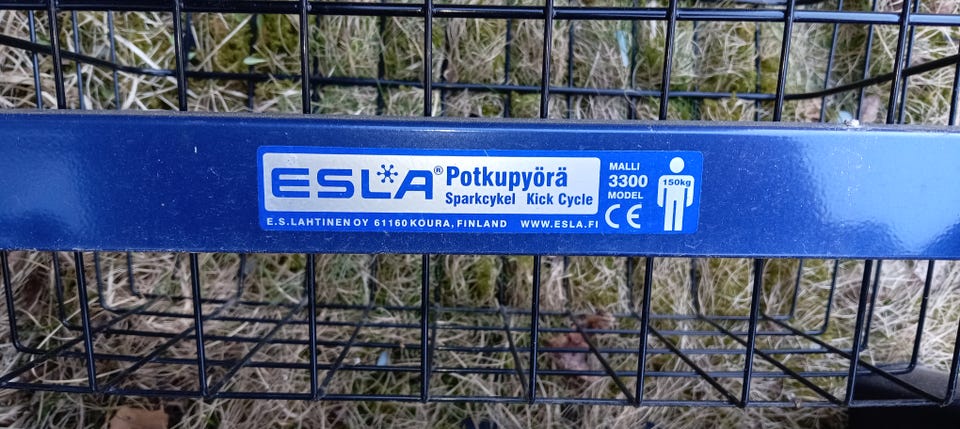 ESLA® Potkupyörä
Sparkcykel Kick Cycle
E.S.LAHTINEN OY 61160 KOURA, FINLAND WWW.ESLA.FI
MALLI
3300
MODEL
CE
150kg